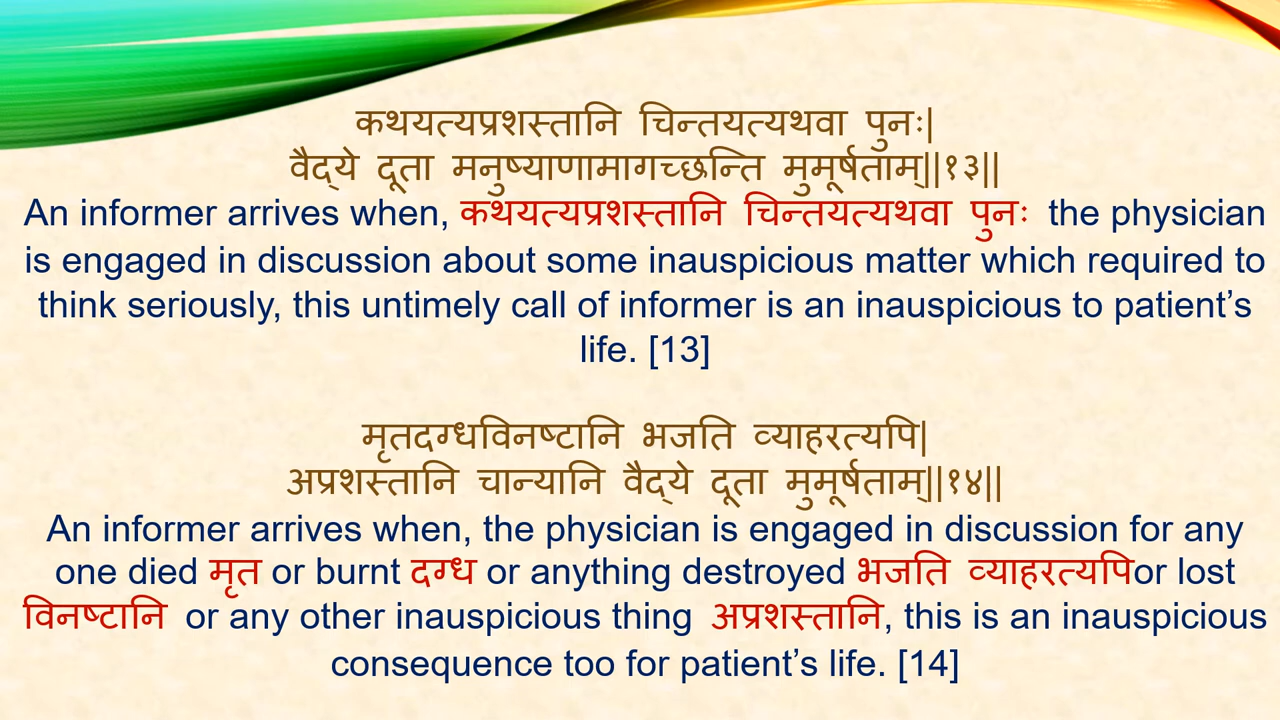 कथयत्यप्रशस्तानि चिन्तयत्यथवा पुनः|
वैद्ये दूता मनुष्याणामागच्छन्ति मुमूर्षताम्||१३||
An informer arrives when, कथयत्यप्रशस्तानि चिन्तयत्यथवा पुनः the physician
is engaged in discussion about some inauspicious matter which required to
think seriously, this untimely call of informer is an inauspicious to patient’s
life. [13]
मृतदग्धविनष्टानि भजति व्याहरत्यपि|
अप्रशस्तानि चान्यानि वैद्ये दूता मुमूर्षताम्||१४||
An informer arrives when, the physician is engaged in discussion for any
one died मृत or burnt दग्ध or anything destroyed भजति व्याहरत्यपिor lost
विनष्टानि or any other inauspicious thing अप्रशस्तानि, this is an inauspicious
consequence too for patient’s life. [14]